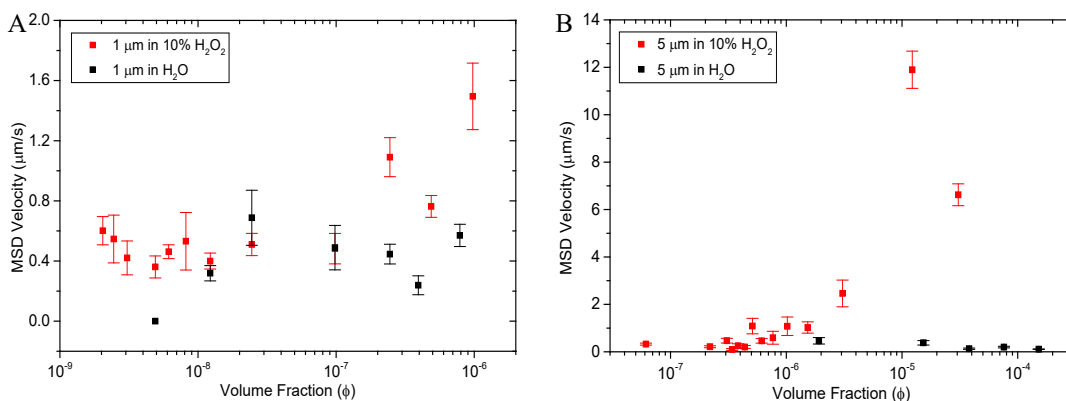 A
1 μm in 10% H₂O₂
1 μm in H₂O
MSD Velocity (μm/s)
2.0
1.6
1.2
0.8
0.4
0.0
10⁻⁹ 10⁻⁸ 10⁻⁷ 10⁻⁶
Volume Fraction (ϕ)
B
5 μm in 10% H₂O₂
5 μm in H₂O
MSD Velocity (μm/s)
14
12
10
8
6
4
2
0
10⁻⁷ 10⁻⁶ 10⁻⁵ 10⁻⁴
Volume Fraction (ϕ)